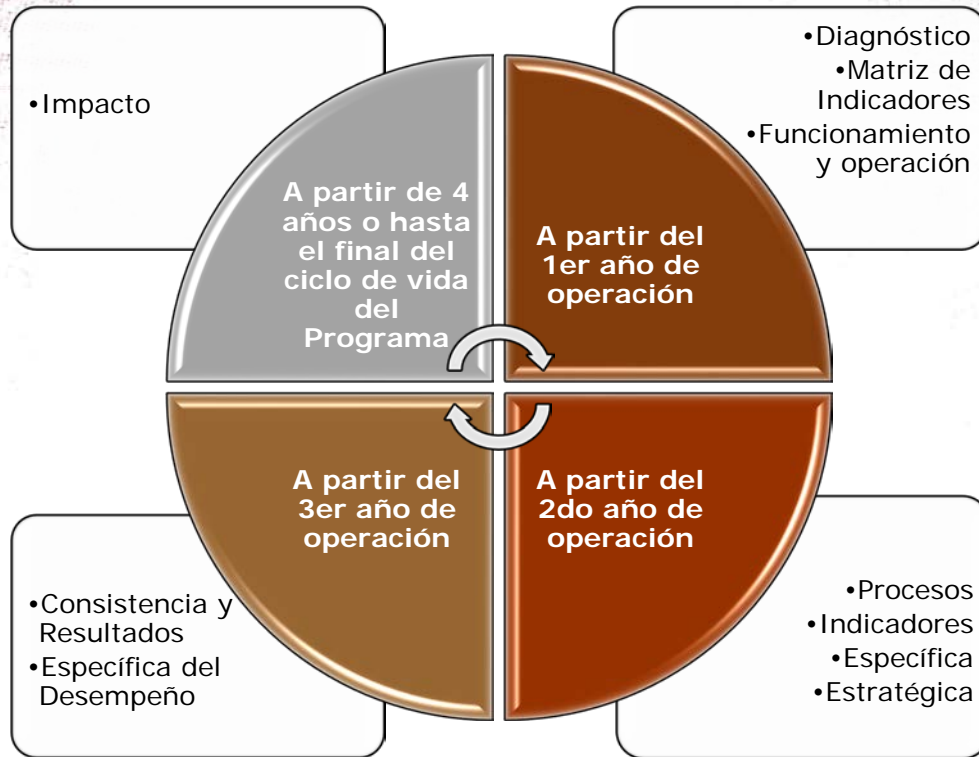 •Impacto
A partir de 4
años o hasta
el final del
ciclo de vida
del
Programa
•Diagnóstico
•Matriz de
Indicadores
•Funcionamiento
y operación
A partir del
1er año de
operación
A partir del
3er año de
operación
•Consistencia y
Resultados
•Específica del
Desempeño
A partir del
2do año de
operación
•Procesos
•Indicadores
•Específica
•Estratégica